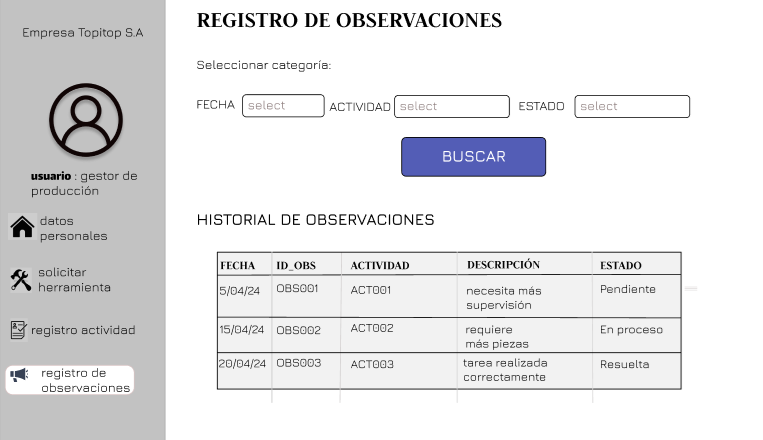 Empresa Topitop S.A
usuario : gestor de
producción
datos
personales
solicitar
herramienta
registro actividad
registro de
observaciones
REGISTRO DE OBSERVACIONES
Seleccionar categoría:
FECHA select ACTIVIDAD select ESTADO select
BUSCAR
HISTORIAL DE OBSERVACIONES
FECHA ID_OBS ACTIVIDAD DESCRIPCIÓN ESTADO
5/04/24 OBS001 ACT001 necesita más Pendiente
supervisión
15/04/24 OBS002 ACT002 requiere En proceso
más piezas
20/04/24 OBS003 ACT003 tarea realizada Resuelta
correctamente